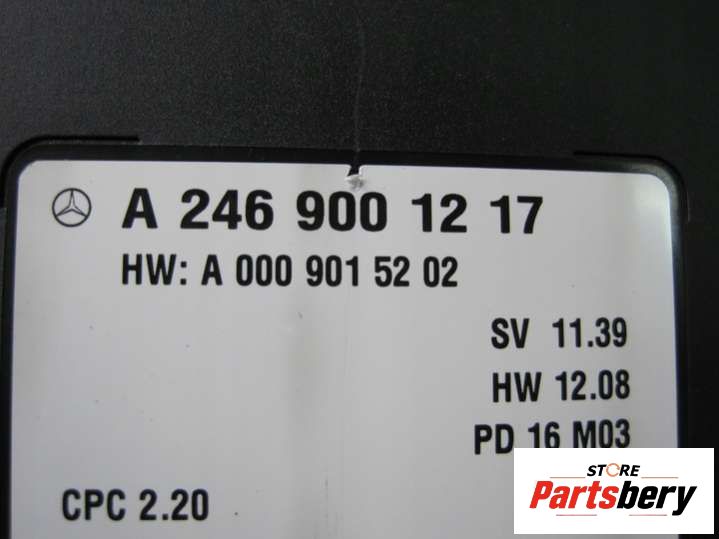 A 246 900 12 17
HW: A 000 901 52 02
SV 11.39
HW 12.08
PD 16 M03
CPC 2.20
STORE
Partsbery